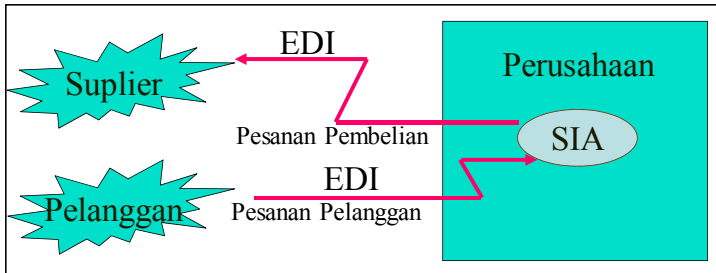 EDI
Suplier
Perusahaan
Pesanan Pembelian
SIA
EDI
Pelanggan
Pesanan Pelanggan